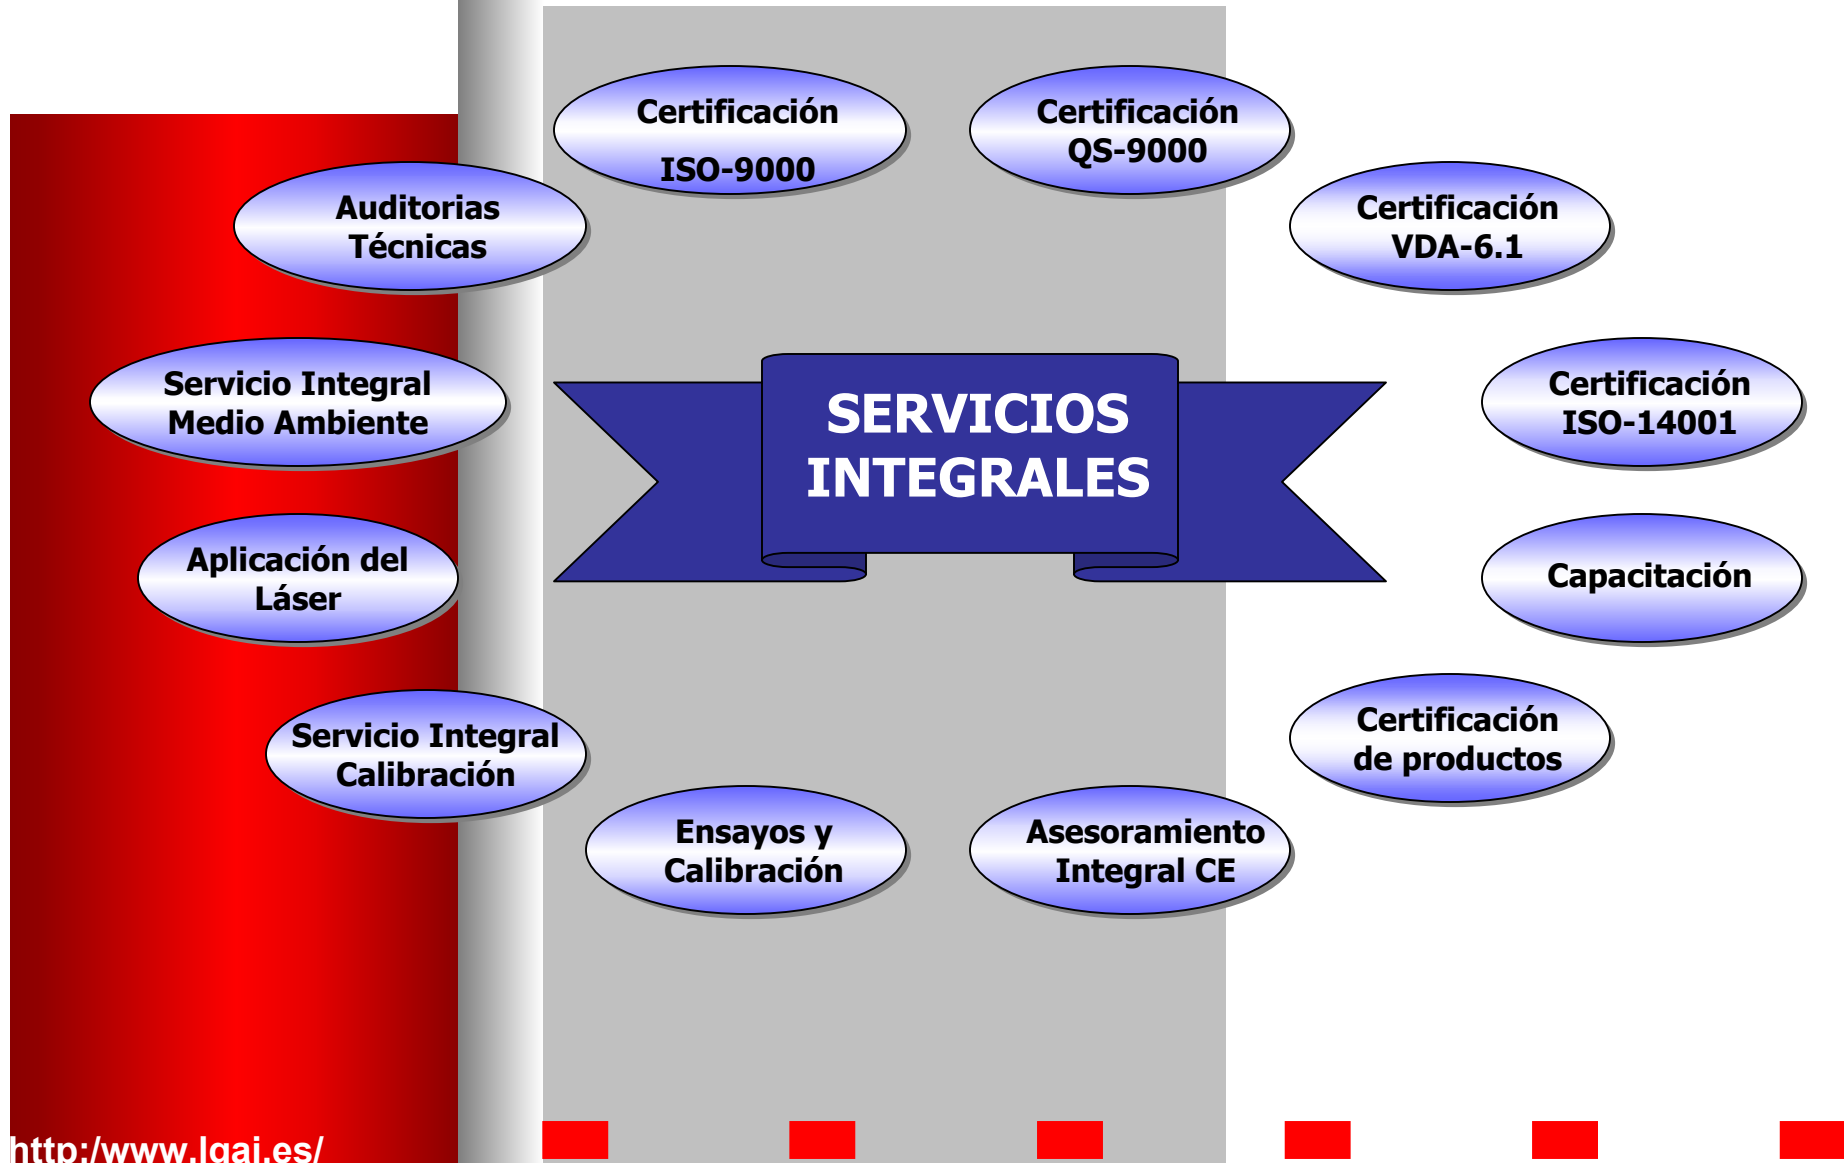 Certificación
ISO-9000
Certificación
QS-9000
Auditorias
Técnicas
Certificación
VDA-6.1
Servicio Integral
Medio Ambiente
SERVICIOS
INTEGRALES
Certificación
ISO-14001
Aplicación del
Láser
Capacitación
Servicio Integral
Calibración
Certificación
de productos
Ensayos y
Calibración
Asesoramiento
Integral CE
http:/www.lgai.es/